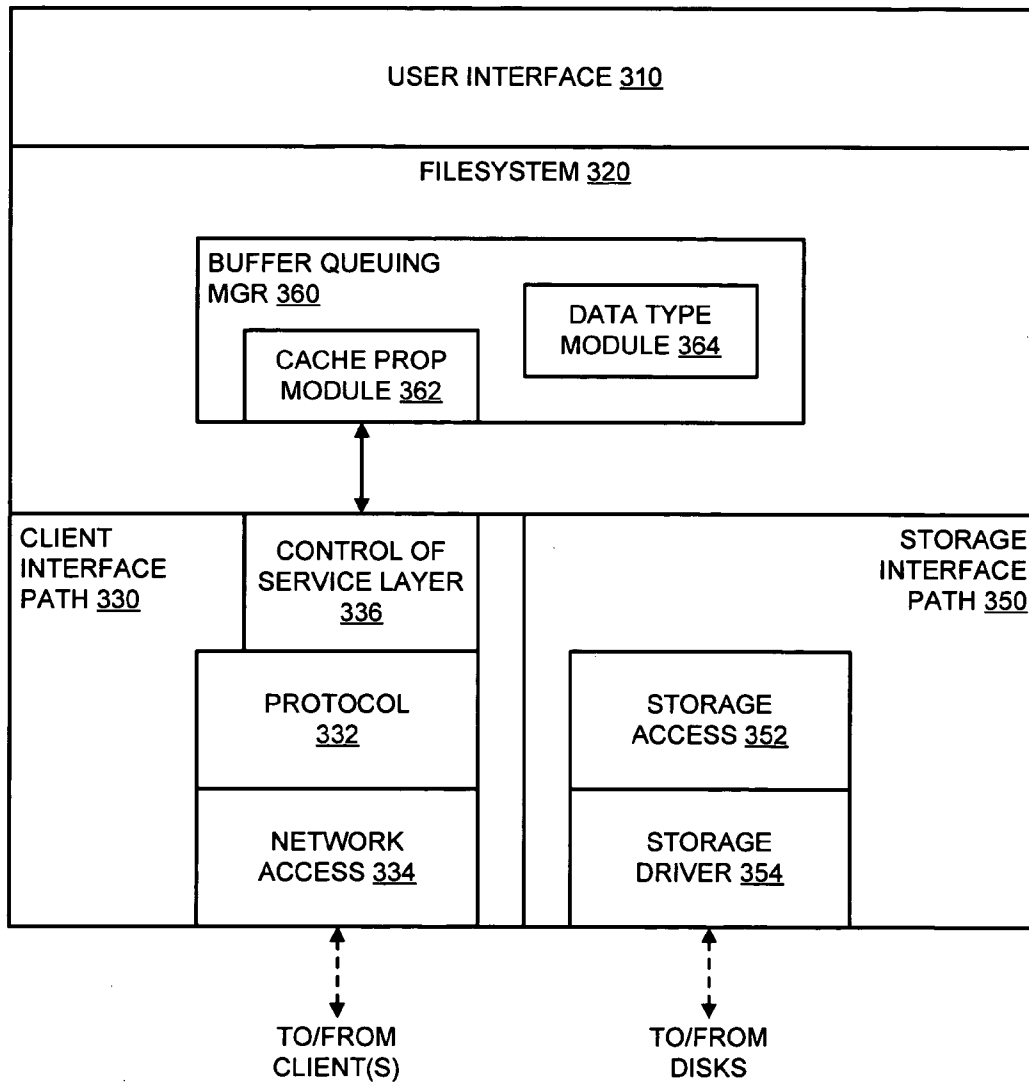 USER INTERFACE 310
FILESYSTEM 320
BUFFER QUEUING
MGR 360
DATA TYPE
MODULE 364
CACHE PROP
MODULE 362
CLIENT
INTERFACE
PATH 330
CONTROL OF
SERVICE LAYER
336
STORAGE
INTERFACE
PATH 350
PROTOCOL
332
STORAGE
ACCESS 352
NETWORK
ACCESS 334
STORAGE
DRIVER 354
TO/FROM
CLIENT(S)
TO/FROM
DISKS